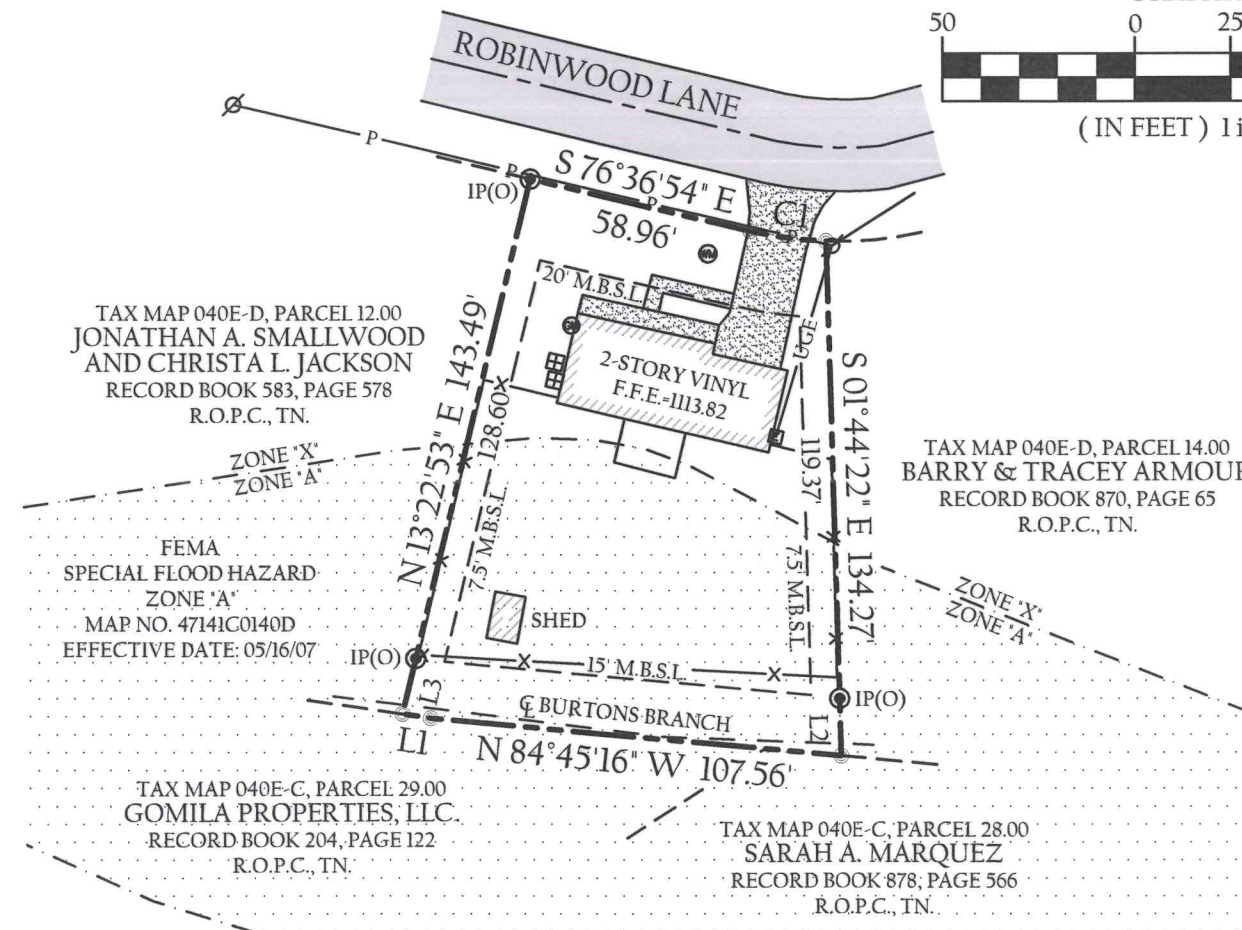 50 0 25
( IN FEET ) 1 i
ROBINWOOD LANE
P
P
P
P
S 76°36'54" E
58.96'
C1
IP(O)
WM
20' M.B.S.L.
UGE
2-STORY VINYL
F.F.E.=1113.82
E
TAX MAP 040E-D, PARCEL 12.00
JONATHAN A. SMALLWOOD
AND CHRISTA L. JACKSON
RECORD BOOK 583, PAGE 578
R.O.P.C., TN.
N 13°22'53" E 143.49'
128.60'
7.5' M.B.S.L.
S 01°44'22" E 134.27'
119.37'
7.5' M.B.S.L.
TAX MAP 040E-D, PARCEL 14.00
BARRY & TRACEY ARMOUR
RECORD BOOK 870, PAGE 65
R.O.P.C., TN.
ZONE "X"
ZONE "A"
ZONE "X"
ZONE "A"
FEMA
SPECIAL FLOOD HAZARD
ZONE "A"
MAP NO. 47141C0140D
EFFECTIVE DATE: 05/16/07
SHED
IP(O)
15' M.B.S.L.
IP(O)
L3
℄ BURTONS BRANCH
L2
L1
N 84°45'16" W 107.56'
TAX MAP 040E-C, PARCEL 29.00
GOMILA PROPERTIES, LLC.
RECORD BOOK 204, PAGE 122
R.O.P.C., TN.
TAX MAP 040E-C, PARCEL 28.00
SARAH A. MARQUEZ
RECORD BOOK 878, PAGE 566
R.O.P.C., TN.